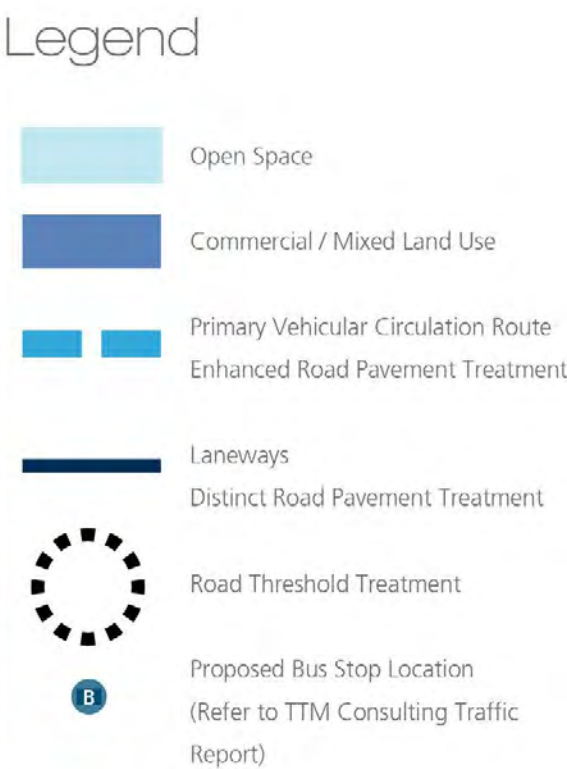 Legend
Open Space
Commercial / Mixed Land Use
Primary Vehicular Circulation Route
Enhanced Road Pavement Treatment
Laneways
Distinct Road Pavement Treatment
Road Threshold Treatment
B
Proposed Bus Stop Location
(Refer to TTM Consulting Traffic
Report)